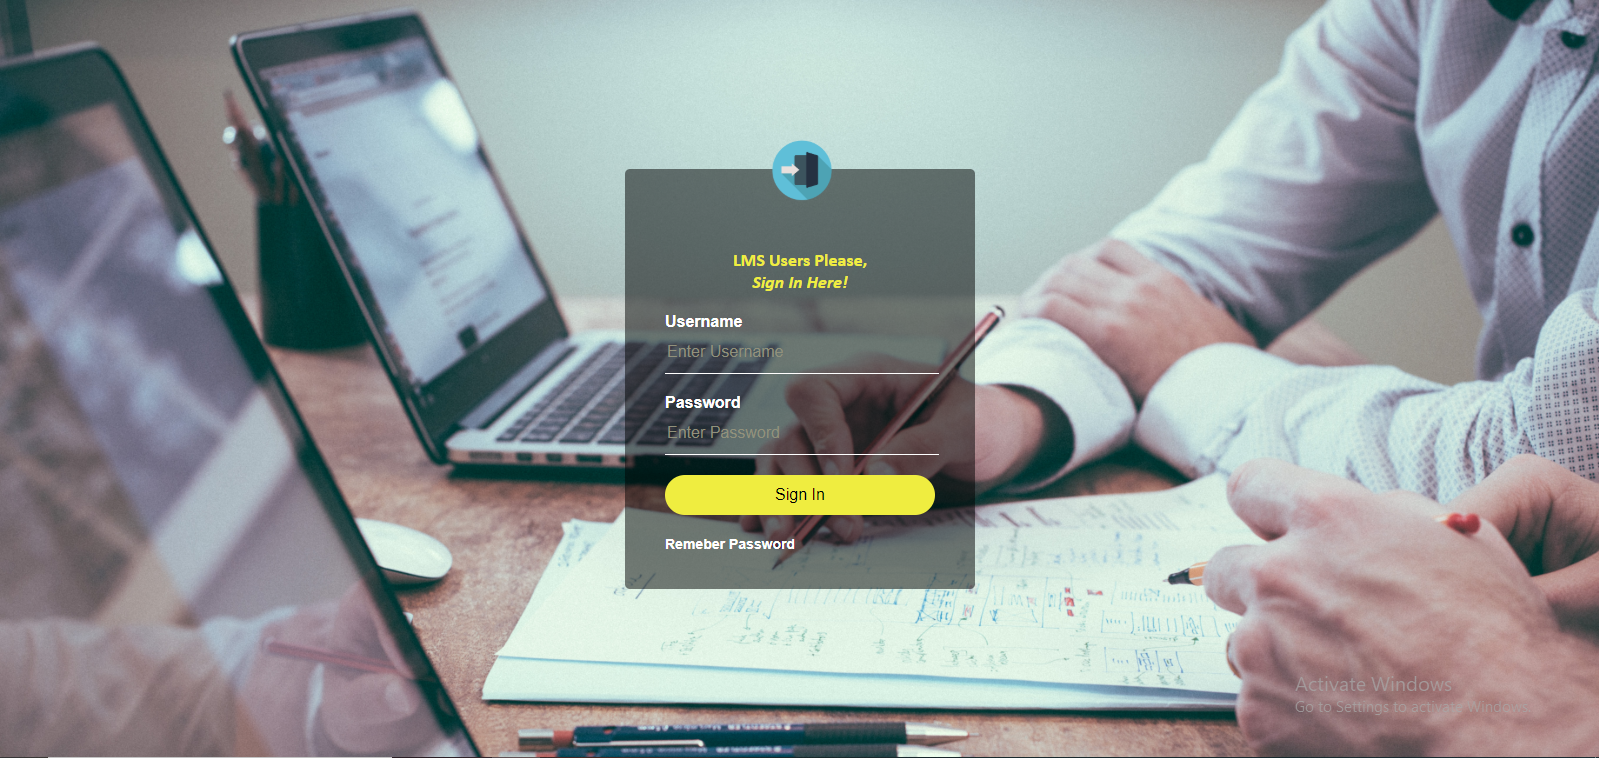 LMS Users Please,
Sign In Here!
Username
Enter Username
Password
Enter Password
Sign In
Remeber Password
Activate Windows
Go to Settings to activate Windows.